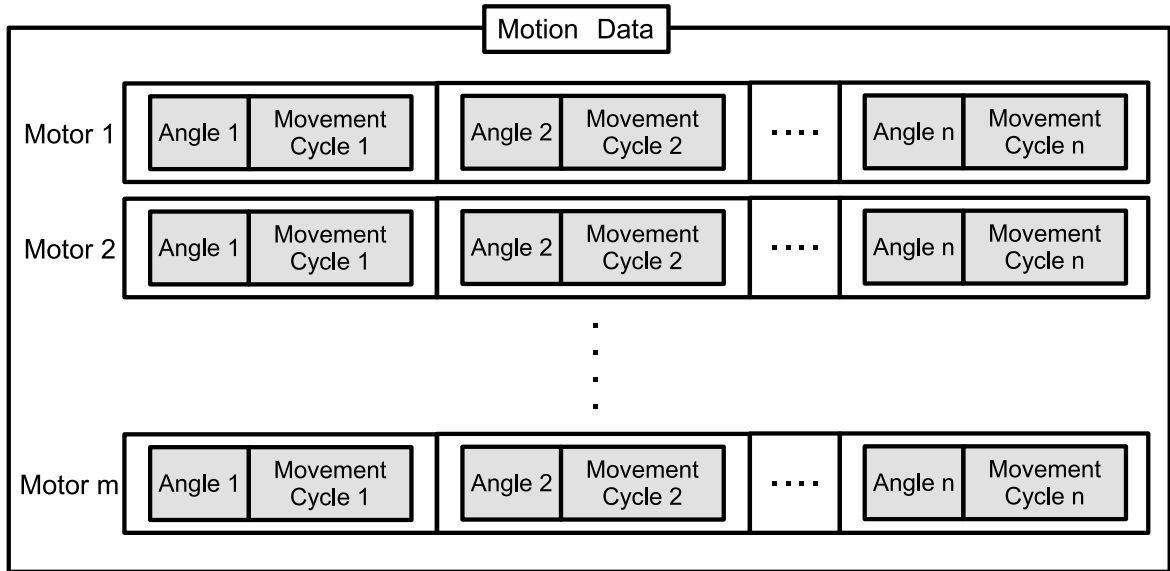 Motion Data
Motor 1
Angle 1
Movement
Cycle 1
Angle 2
Movement
Cycle 2
....
Angle n
Movement
Cycle n
Motor 2
Angle 1
Movement
Cycle 1
Angle 2
Movement
Cycle 2
....
Angle n
Movement
Cycle n
Motor m
Angle 1
Movement
Cycle 1
Angle 2
Movement
Cycle 2
....
Angle n
Movement
Cycle n